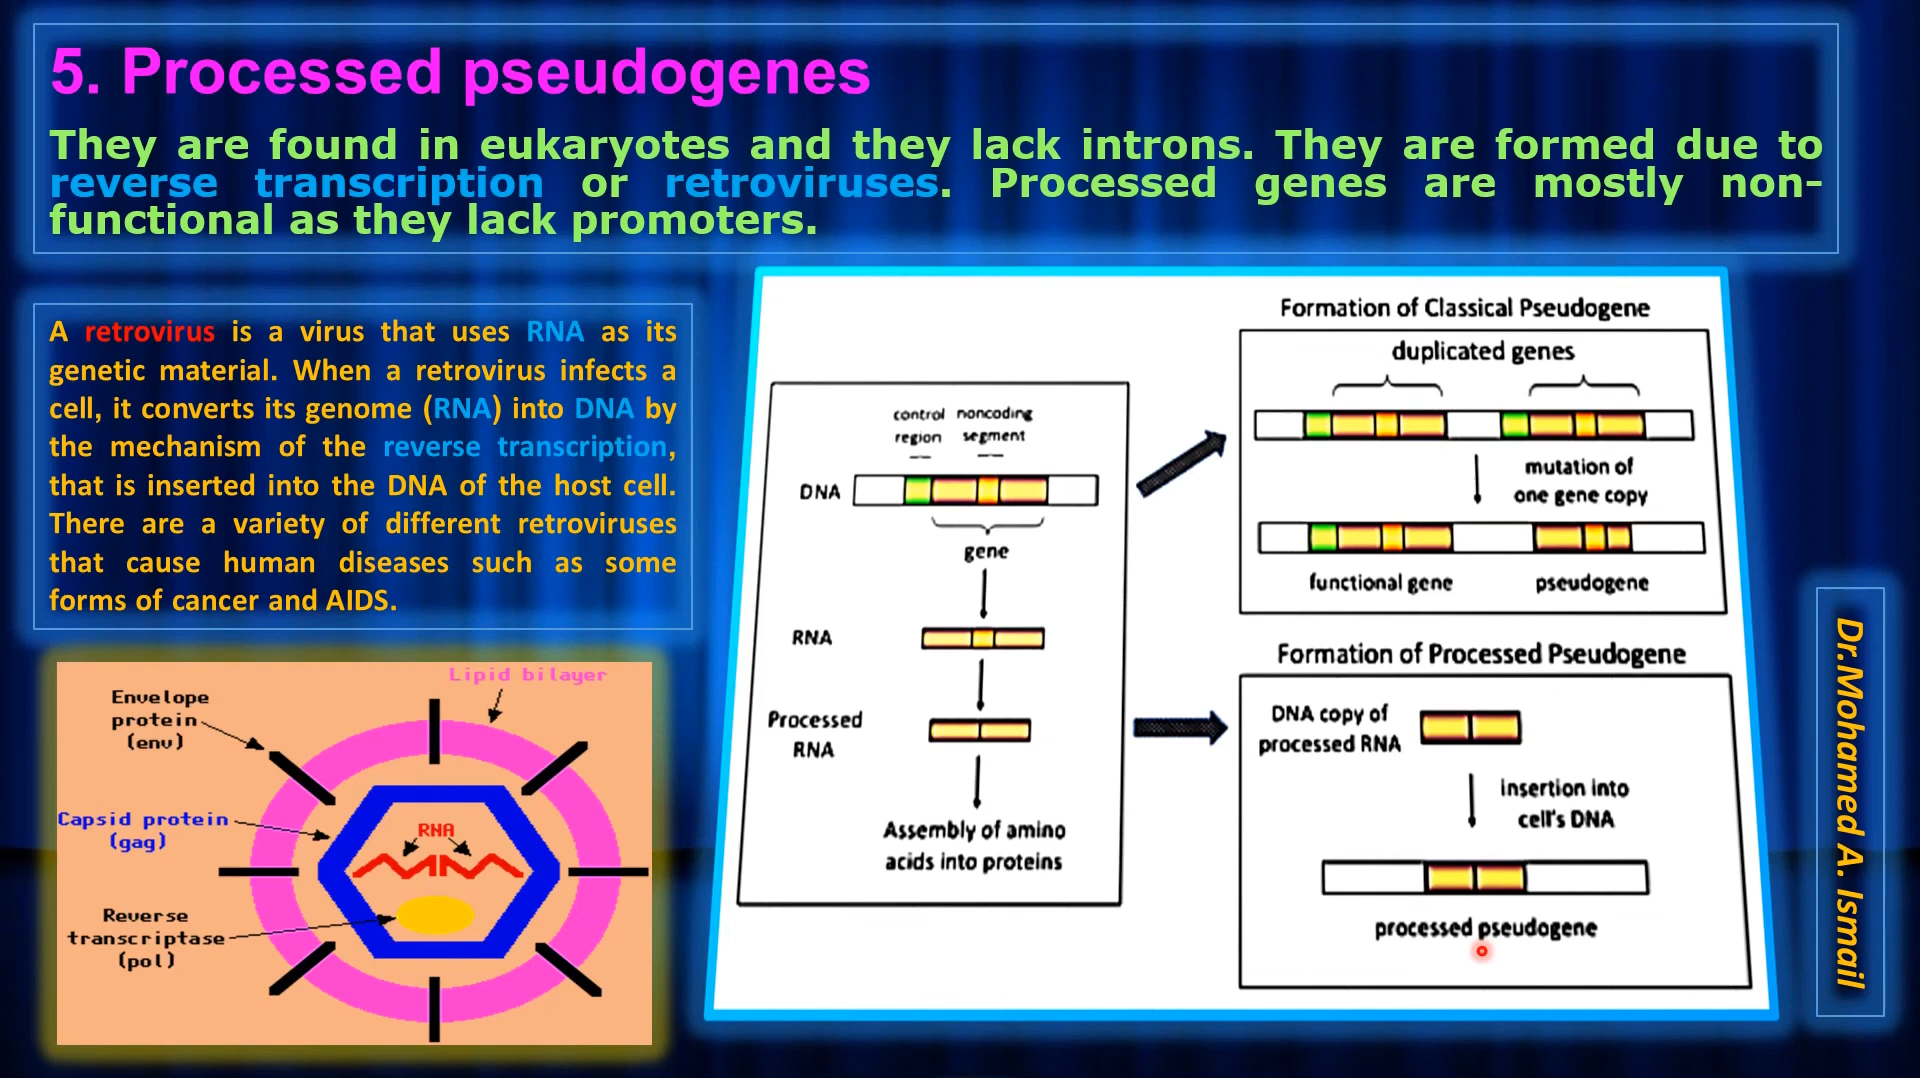 5. Processed pseudogenes
They are found in eukaryotes and they lack introns. They are formed due to
reverse transcription or retroviruses. Processed genes are mostly non-
functional as they lack promoters.
A retrovirus is a virus that uses RNA as its
genetic material. When a retrovirus infects a
cell, it converts its genome (RNA) into DNA by
the mechanism of the reverse transcription,
that is inserted into the DNA of the host cell.
There are a variety of different retroviruses
that cause human diseases such as some
forms of cancer and AIDS.
Lipid bilayer
Envelope
protein
(env)
Capsid protein
(gag)
RNA
Reverse
transcriptase
(pol)
control noncoding
region segment
DNA
gene
RNA
Processed
RNA
Assembly of amino
acids into proteins
Formation of Classical Pseudogene
duplicated genes
mutation of
one gene copy
functional gene pseudogene
Formation of Processed Pseudogene
DNA copy of
processed RNA
Insertion into
cell's DNA
processed pseudogene
Dr.Mohamed A. Ismail